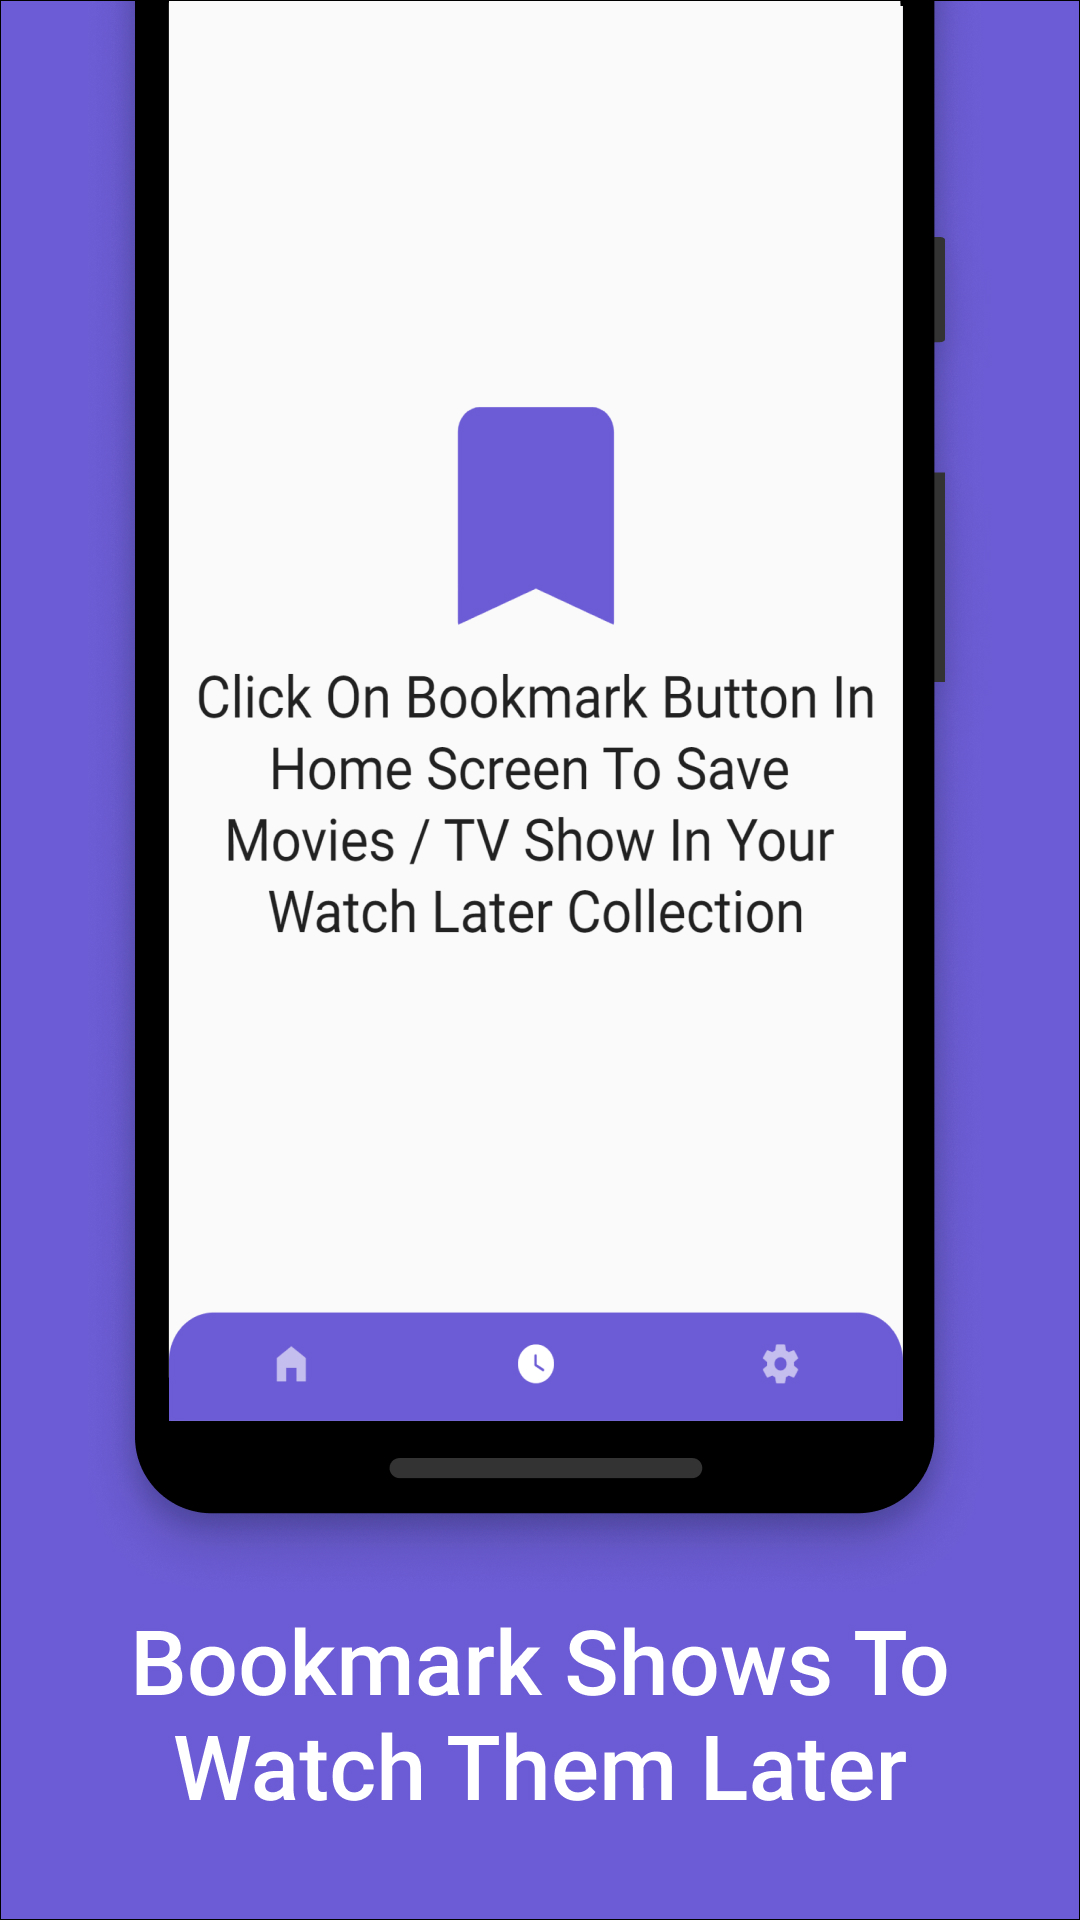 Click On Bookmark Button In
Home Screen To Save
Movies / TV Show In Your
Watch Later Collection
Bookmark Shows To
Watch Them Later